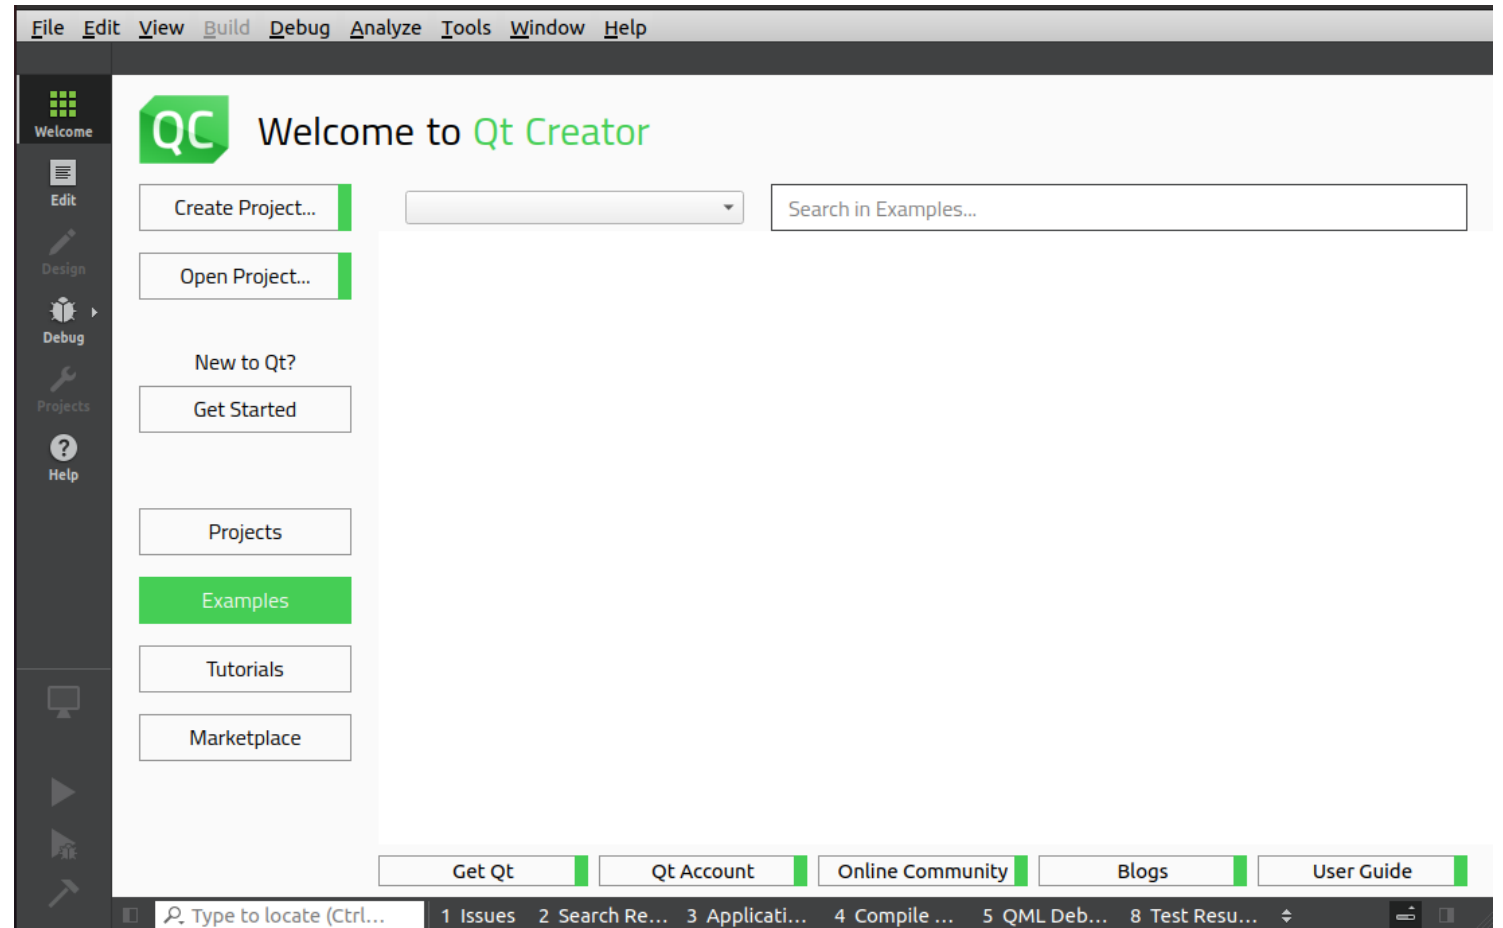 File Edit View Build Debug Analyze Tools Window Help
Welcome
Edit
Design
Debug
Projects
Help
QC
Welcome to Qt Creator
Create Project...
Search in Examples...
Open Project...
New to Qt?
Get Started
Projects
Examples
Tutorials
Marketplace
Get Qt
Qt Account
Online Community
Blogs
User Guide
Type to locate (Ctrl...
1 Issues
2 Search Re...
3 Applicati...
4 Compile ...
5 QML Deb...
8 Test Resu...